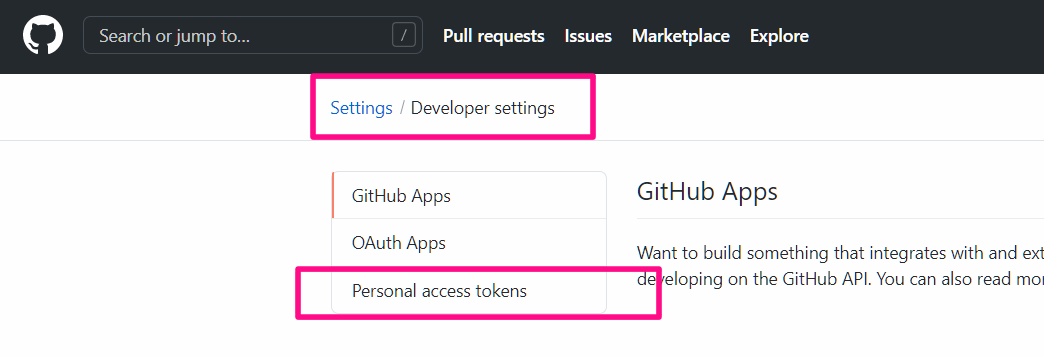 Search or jump to... /
Pull requests Issues Marketplace Explore
Settings / Developer settings
GitHub Apps
OAuth Apps
Personal access tokens
GitHub Apps
Want to build something that integrates with and ext
developing on the GitHub API. You can also read mor